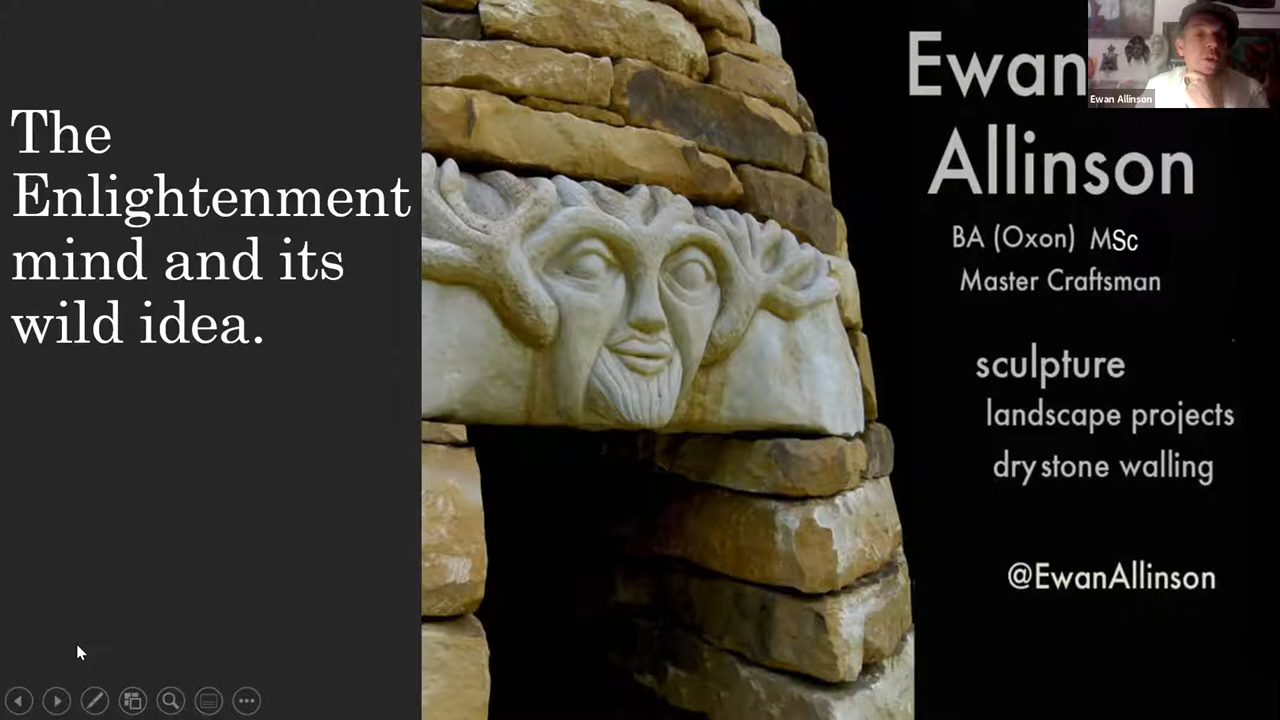 The
Enlightenment
mind and its
wild idea.
Ewan
Allinson
BA (Oxon) MSc
Master Craftsman
sculpture
landscape projects
dry stone walling
@EwanAllinson
Ewan Allinson